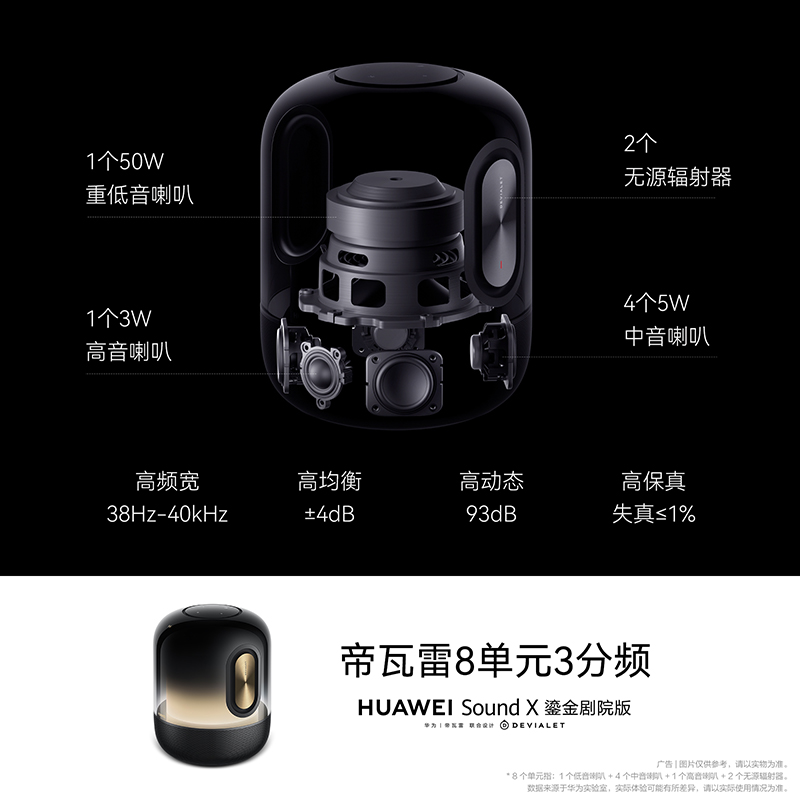 1个50W
重低音喇叭
2个
无源辐射器
DEVIALET
1个3W
高音喇叭
4个5W
中音喇叭
高频宽
38Hz-40kHz
高均衡
±4dB
高动态
93dB
高保真
失真≤1%
帝瓦雷8单元3分频
HUAWEI Sound X 鎏金剧院版
华为 | 帝瓦雷 联合设计 DEVIALET
广告 | 图片仅供参考，请以实物为准。
* 8 个单元指：1 个低音喇叭 + 4 个中音喇叭 + 1 个高音喇叭 + 2 个无源辐射器。
数据来源于华为实验室，实际体验可能有所差异，请以实际使用情况为准。